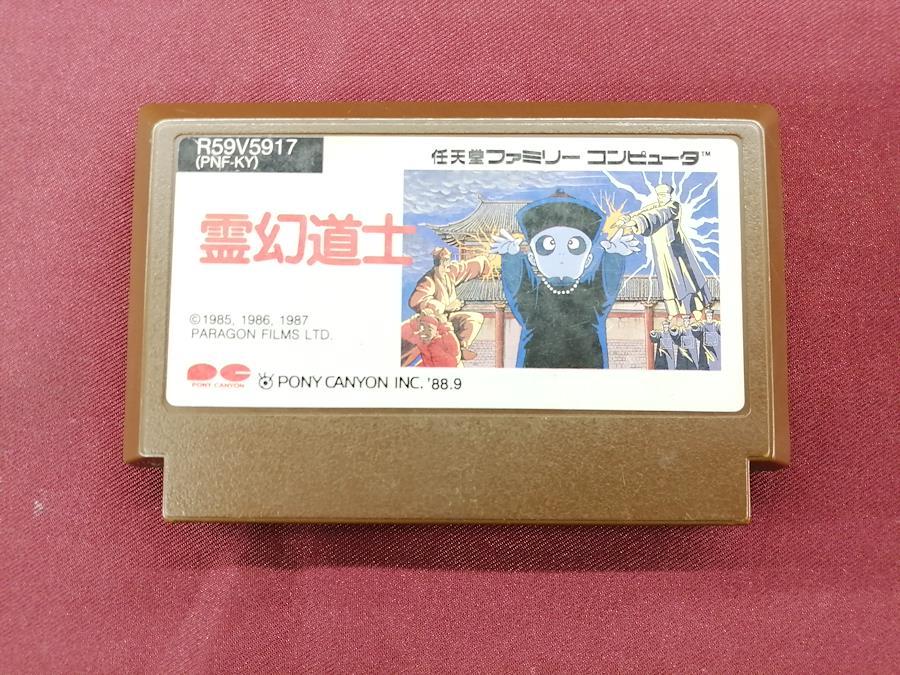 R59V5917
(PNF-KY)
任天堂ファミリー コンピュータ™
霊幻道士
©1985, 1986, 1987
PARAGON FILMS LTD.
PONY CANYON
PONY CANYON INC. '88.9